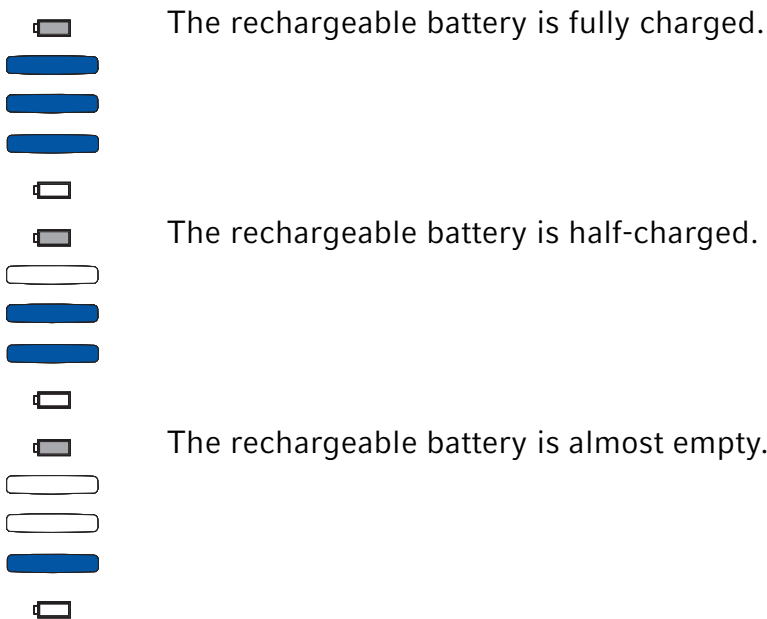 The rechargeable battery is fully charged.
The rechargeable battery is half-charged.
The rechargeable battery is almost empty.